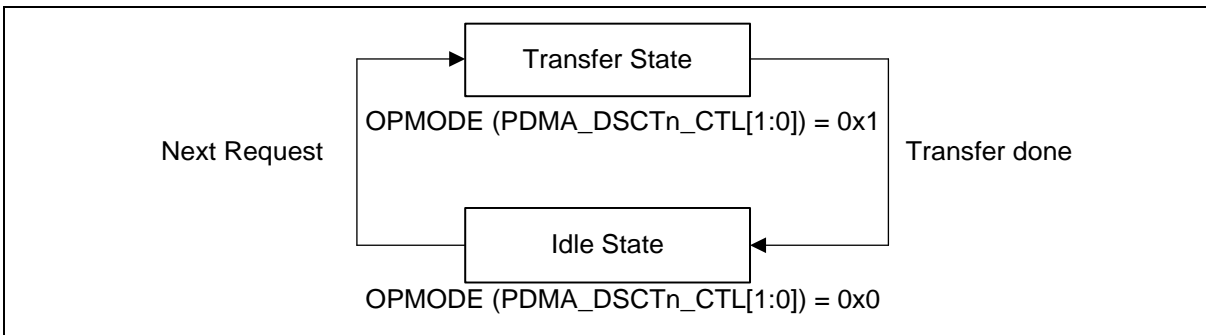 Transfer State
OPMODE (PDMA_DSCTn_CTL[1:0]) = 0x1
Next Request
Transfer done
Idle State
OPMODE (PDMA_DSCTn_CTL[1:0]) = 0x0